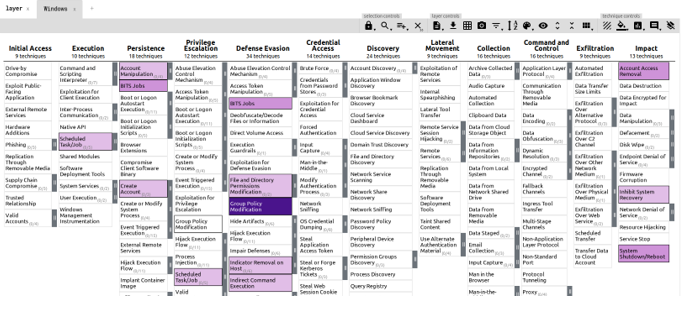 layer
Windows
+
selection controls
layer controls
technique controls
Initial Access
9 techniques
Drive-by
Compromise
Exploit Public-
Facing
Application
External Remote
Services
Hardware
Additions
Phishing
Replication
Through
Removable Media
Supply Chain
Compromise
Trusted
Relationship
Valid
Accounts
Execution
10 techniques
Command and
Scripting
Interpreter
Exploitation for
Client Execution
Inter-Process
Communication
Native API
Scheduled
Task/Job
Shared Modules
Software
Deployment Tools
System Services
User Execution
Windows
Management
Instrumentation
Persistence
18 techniques
Account
Manipulation
BITS Jobs
Boot or Logon
Autostart
Execution
Boot or Logon
Initialization
Scripts
Browser
Extensions
Compromise
Client Software
Binary
Create
Account
Create or Modify
System
Process
Event Triggered
Execution
External Remote
Services
Hijack Execution
Flow
Implant Container
Image
Privilege
Escalation
12 techniques
Abuse Elevation
Control
Mechanism
Access Token
Manipulation
Boot or Logon
Autostart
Execution
Boot or Logon
Initialization
Scripts
Create or Modify
System
Process
Event Triggered
Execution
Exploitation for
Privilege
Escalation
Group Policy
Modification
Hijack Execution
Flow
Process
Injection
Scheduled
Task/Job
Valid
Defense Evasion
34 techniques
Abuse Elevation Control
Mechanism
Access Token
Manipulation
BITS Jobs
Deobfuscate/Decode
Files or Information
Direct Volume Access
Execution
Guardrails
Exploitation for
Defense Evasion
File and Directory
Permissions
Modification
Group Policy
Modification
Hide Artifacts
Hijack Execution
Flow
Impair Defenses
Indicator Removal on
Host
Indirect Command
Execution
Credential
Access
14 techniques
Brute Force
Credentials
from Password
Stores
Exploitation for
Credential
Access
Forced
Authentication
Input
Capture
Man-in-the-
Middle
Modify
Authentication
Process
Network
Sniffing
OS Credential
Dumping
Steal
Application
Access Token
Steal or Forge
Kerberos
Tickets
Steal Web
Session Cookie
Discovery
24 techniques
Account Discovery
Application Window
Discovery
Browser Bookmark
Discovery
Cloud Service
Dashboard
Cloud Service Discovery
Domain Trust Discovery
File and Directory
Discovery
Network Service
Scanning
Network Share
Discovery
Network Sniffing
Password Policy
Discovery
Peripheral Device
Discovery
Permission Groups
Discovery
Process Discovery
Query Registry
Lateral
Movement
9 techniques
Exploitation of
Remote
Services
Internal
Spearphishing
Lateral Tool
Transfer
Remote Service
Session
Hijacking
Remote
Services
Replication
Through
Removable
Media
Software
Deployment
Tools
Taint Shared
Content
Use Alternate
Authentication
Material
Collection
16 techniques
Archive Collected
Data
Audio Capture
Automated
Collection
Clipboard Data
Data from Cloud
Storage Object
Data from
Information
Repositories
Data from Local
System
Data from
Network Shared
Drive
Data from
Removable
Media
Data Staged
Email
Collection
Input Capture
Man in the
Browser
Man-in-the-
Command and
Control
16 techniques
Application Layer
Protocol
Communication
Through
Removable
Media
Data
Encoding
Data
Obfuscation
Dynamic
Resolution
Encrypted
Channel
Fallback
Channels
Ingress Tool
Transfer
Multi-Stage
Channels
Non-Application
Layer Protocol
Non-Standard
Port
Protocol
Tunneling
Proxy
Exfiltration
9 techniques
Automated
Exfiltration
Data Transfer
Size Limits
Exfiltration
Over
Alternative
Protocol
Exfiltration
Over C2
Channel
Exfiltration
Over Other
Network
Medium
Exfiltration
Over Physical
Medium
Exfiltration
Over Web
Service
Scheduled
Transfer
Transfer Data
to Cloud
Account
Impact
13 techniques
Account Access
Removal
Data Destruction
Data Encrypted for
Impact
Data
Manipulation
Defacement
Disk Wipe
Endpoint Denial of
Service
Firmware
Corruption
Inhibit System
Recovery
Network Denial of
Service
Resource Hijacking
Service Stop
System
Shutdown/Reboot